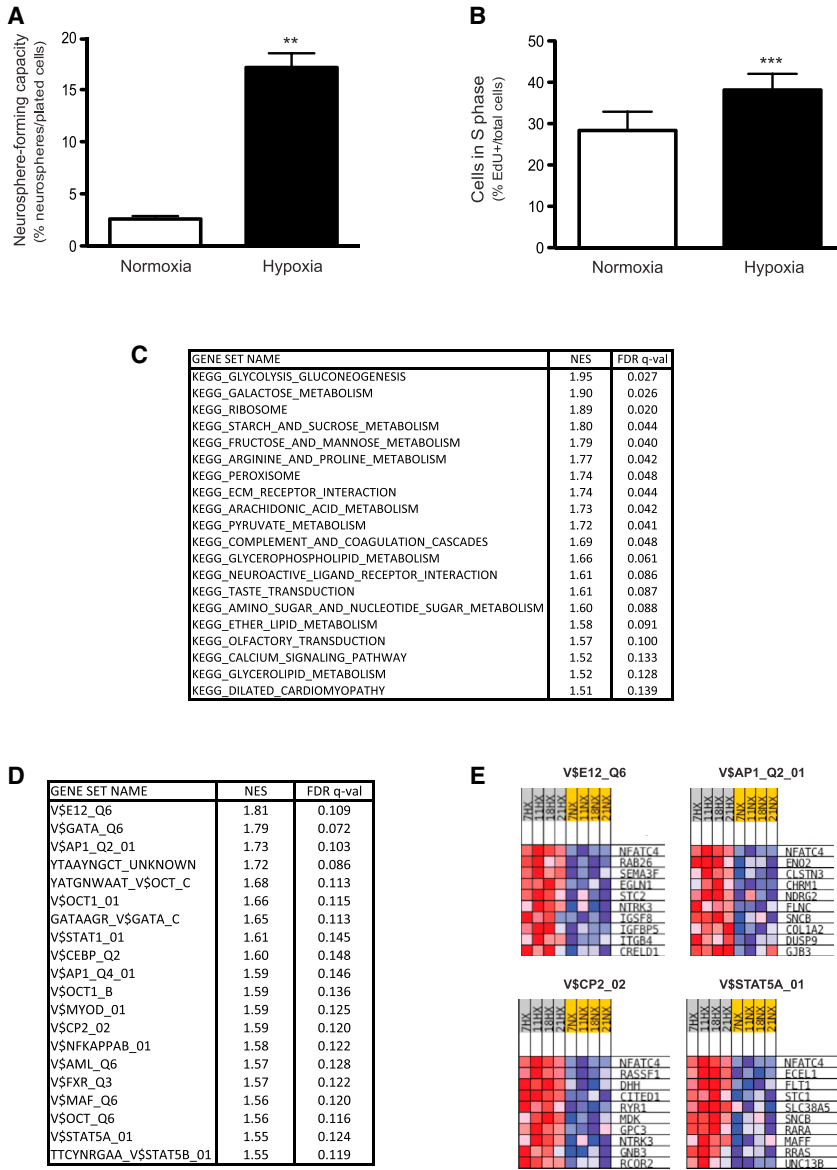 A
Neurosphere-forming capacity
(% neurospheres/plated cells)
20
15
10
5
0
**
Normoxia
Hypoxia
B
Cells in S phase
(% EdU+/total cells)
50
40
30
20
10
0
***
Normoxia
Hypoxia
C
GENE SET NAME NES FDR q-val
KEGG_GLYCOLYSIS_GLUCONEOGENESIS 1.95 0.027
KEGG_GALACTOSE_METABOLISM 1.90 0.026
KEGG_RIBOSOME 1.89 0.020
KEGG_STARCH_AND_SUCROSE_METABOLISM 1.80 0.044
KEGG_FRUCTOSE_AND_MANNOSE_METABOLISM 1.79 0.040
KEGG_ARGININE_AND_PROLINE_METABOLISM 1.77 0.042
KEGG_PEROXISOME 1.74 0.048
KEGG_ECM_RECEPTOR_INTERACTION 1.74 0.044
KEGG_ARACHIDONIC_ACID_METABOLISM 1.73 0.042
KEGG_PYRUVATE_METABOLISM 1.72 0.041
KEGG_COMPLEMENT_AND_COAGULATION_CASCADES 1.69 0.048
KEGG_GLYCEROPHOSPHOLIPID_METABOLISM 1.66 0.061
KEGG_NEUROACTIVE_LIGAND_RECEPTOR_INTERACTION 1.61 0.086
KEGG_TASTE_TRANSDUCTION 1.61 0.087
KEGG_AMINO_SUGAR_AND_NUCLEOTIDE_SUGAR_METABOLISM 1.60 0.088
KEGG_ETHER_LIPID_METABOLISM 1.58 0.091
KEGG_OLFACTORY_TRANSDUCTION 1.57 0.100
KEGG_CALCIUM_SIGNALING_PATHWAY 1.52 0.133
KEGG_GLYCEROLIPID_METABOLISM 1.52 0.128
KEGG_DILATED_CARDIOMYOPATHY 1.51 0.139
D
GENE SET NAME NES FDR q-val
V$E12_Q6 1.81 0.109
V$GATA_Q6 1.79 0.072
V$AP1_Q2_01 1.73 0.103
YTAAYNGCT_UNKNOWN 1.72 0.086
YATGNWAAT_V$OCT_C 1.68 0.113
V$OCT1_01 1.66 0.115
GATAAGR_V$GATA_C 1.65 0.113
V$STAT1_01 1.61 0.145
V$CEBP_Q2 1.60 0.148
V$AP1_Q4_01 1.59 0.146
V$OCT1_B 1.59 0.136
V$MYOD_01 1.59 0.125
V$CP2_02 1.59 0.120
V$NFKAPPAB_01 1.58 0.122
V$AML_Q6 1.57 0.128
V$FXR_Q3 1.57 0.122
V$MAF_Q6 1.56 0.120
V$OCT_Q6 1.56 0.116
V$STAT5A_01 1.55 0.124
TTCYNRGAA_V$STAT5B_01 1.55 0.119
E
V$E12_Q6
7HX 11HX 18HX 21HX 7NX 11NX 18NX 21NX
NFATC4
RAB26
SEMA3F
EGLN1
STC2
NTRK3
IGSF8
IGFBP5
ITGB4
CRELD1
V$AP1_Q2_01
7HX 11HX 18HX 21HX 7NX 11NX 18NX 21NX
NFATC4
ENO2
CLSTN3
CHRM1
NDRG2
FLNC
SNCB
COL1A2
DUSP9
GJB3
V$CP2_02
7HX 11HX 18HX 21HX 7NX 11NX 18NX 21NX
NFATC4
RASSF1
DHH
CITED1
RYR1
MDK
GPC3
NTRK3
GNB3
RCOR2
V$STAT5A_01
7HX 11HX 18HX 21HX 7NX 11NX 18NX 21NX
NFATC4
ECEL1
FLT1
STC1
SLC38A5
SNCB
RARA
MAFF
RRAS
UNC13B